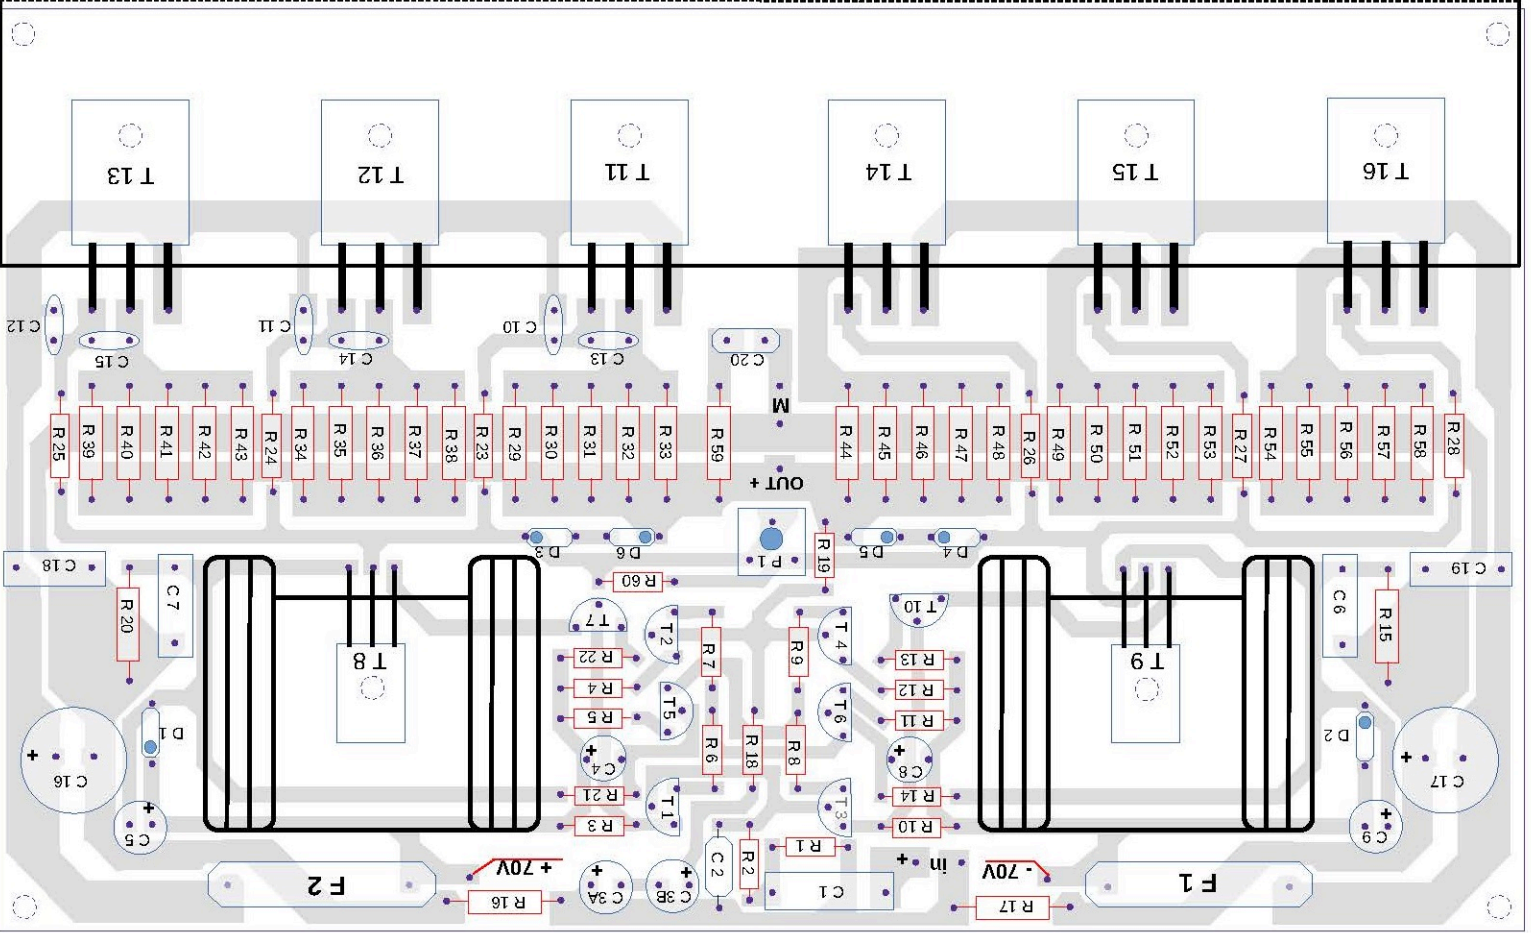 T 13 T 12 T 11 T 14 T 15 T 16
C 12 C 11 C 10
C 15 C 14 C 13 C 20
M
R 25 R 39 R 40 R 41 R 42 R 43 R 24 R 34 R 35 R 36 R 37 R 38 R 23 R 29 R 30 R 31 R 32 R 33 R 59 R 44 R 45 R 46 R 47 R 48 R 26 R 49 R 50 R 51 R 52 R 53 R 27 R 54 R 55 R 56 R 57 R 58 R 28
OUT +
D 3 D 6 P 1 R 19 D 5 D 4
C 18 R 60 C 19
R 20 C 7 T 7 T 2 T 4 T 10 C 6 R 15
T 8 R 22 R 7 R 9 R 13 T 9
R 4 R 12
R 5 T 5 T 6 R 11
D 1 R 6 R 18 R 8 D 2
+ C 16 + C 4 + C 8 + C 17
R 21 T 1 T 3 R 14
+ C 5 R 3 R 10 + C 9
C 2 R 2 R 1
+ 70V + in - 70V
F 2 R 16 + C 3A + C 3B C 1 R 17 F 1